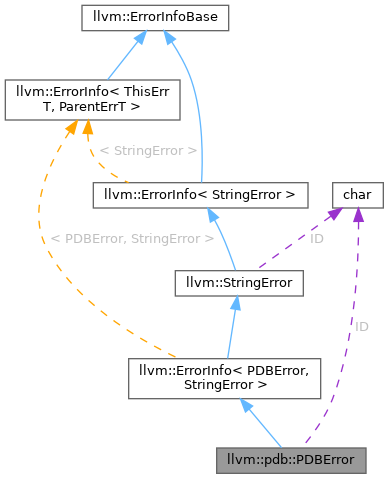 llvm::ErrorInfoBase
llvm::ErrorInfo< ThisErr
T, ParentErrT >
< StringError >
llvm::ErrorInfo< StringError >
char
< PDBError, StringError >
ID
llvm::StringError
ID
llvm::ErrorInfo< PDBError,
StringError >
llvm::pdb::PDBError